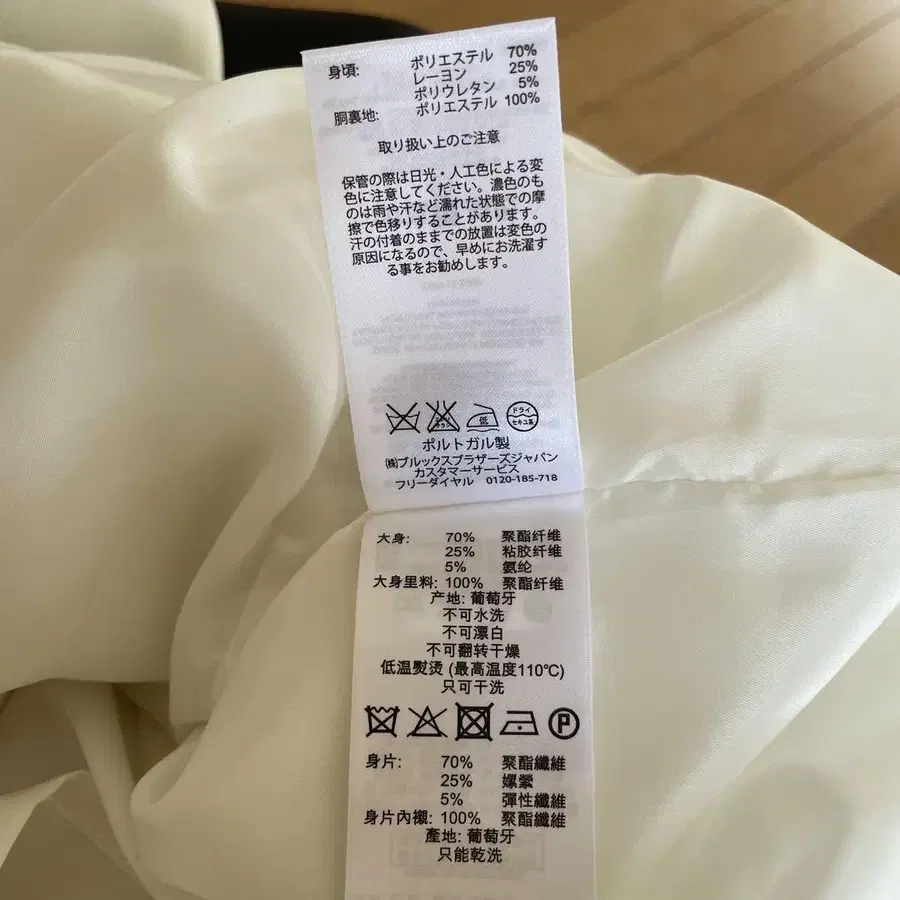 身頃: ポリエステル 70%
レーヨン 25%
ポリウレタン 5%
胴裏地: ポリエステル 100%
取り扱い上のご注意
保管の際は日光・人工色による変
色に注意してください。濃色のも
のは雨や汗など濡れた状態での摩
擦で色移りすることがあります。
汗の付着のままでの放置は変色の
原因になるので、早めにお洗濯す
る事をお勧めします。
低 ドライ
セキユ系
ポルトガル製
㈱ブルックスブラザーズジャパン
カスタマーサービス
フリーダイヤル 0120-185-718
大身: 70% 聚酯纤维
25% 粘胶纤维
5% 氨纶
大身里料: 100% 聚酯纤维
产地: 葡萄牙
不可水洗
不可漂白
不可翻转干燥
低温熨烫 (最高温度110℃)
只可干洗
P
身片: 70% 聚酯纖維
25% 嫘縈
5% 彈性纖維
身片內襯: 100% 聚酯纖維
產地: 葡萄牙
只能乾洗